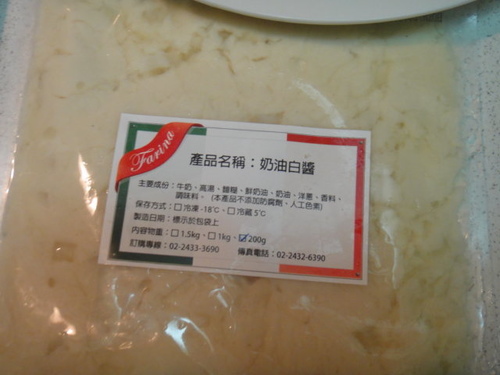 Farina
產品名稱：奶油白醬
主要成份：牛奶、高湯、麵糊、鮮奶油、奶油、洋蔥、香料、
調味料。（本產品不添加防腐劑、人工色素）
保存方式：□冷凍 -18℃、□冷藏 5℃
製造日期：標示於包裝上
內容物重：□1.5kg、□1kg、☑200g
訂購專線：02-2433-3690 傳真電話：02-2432-6390